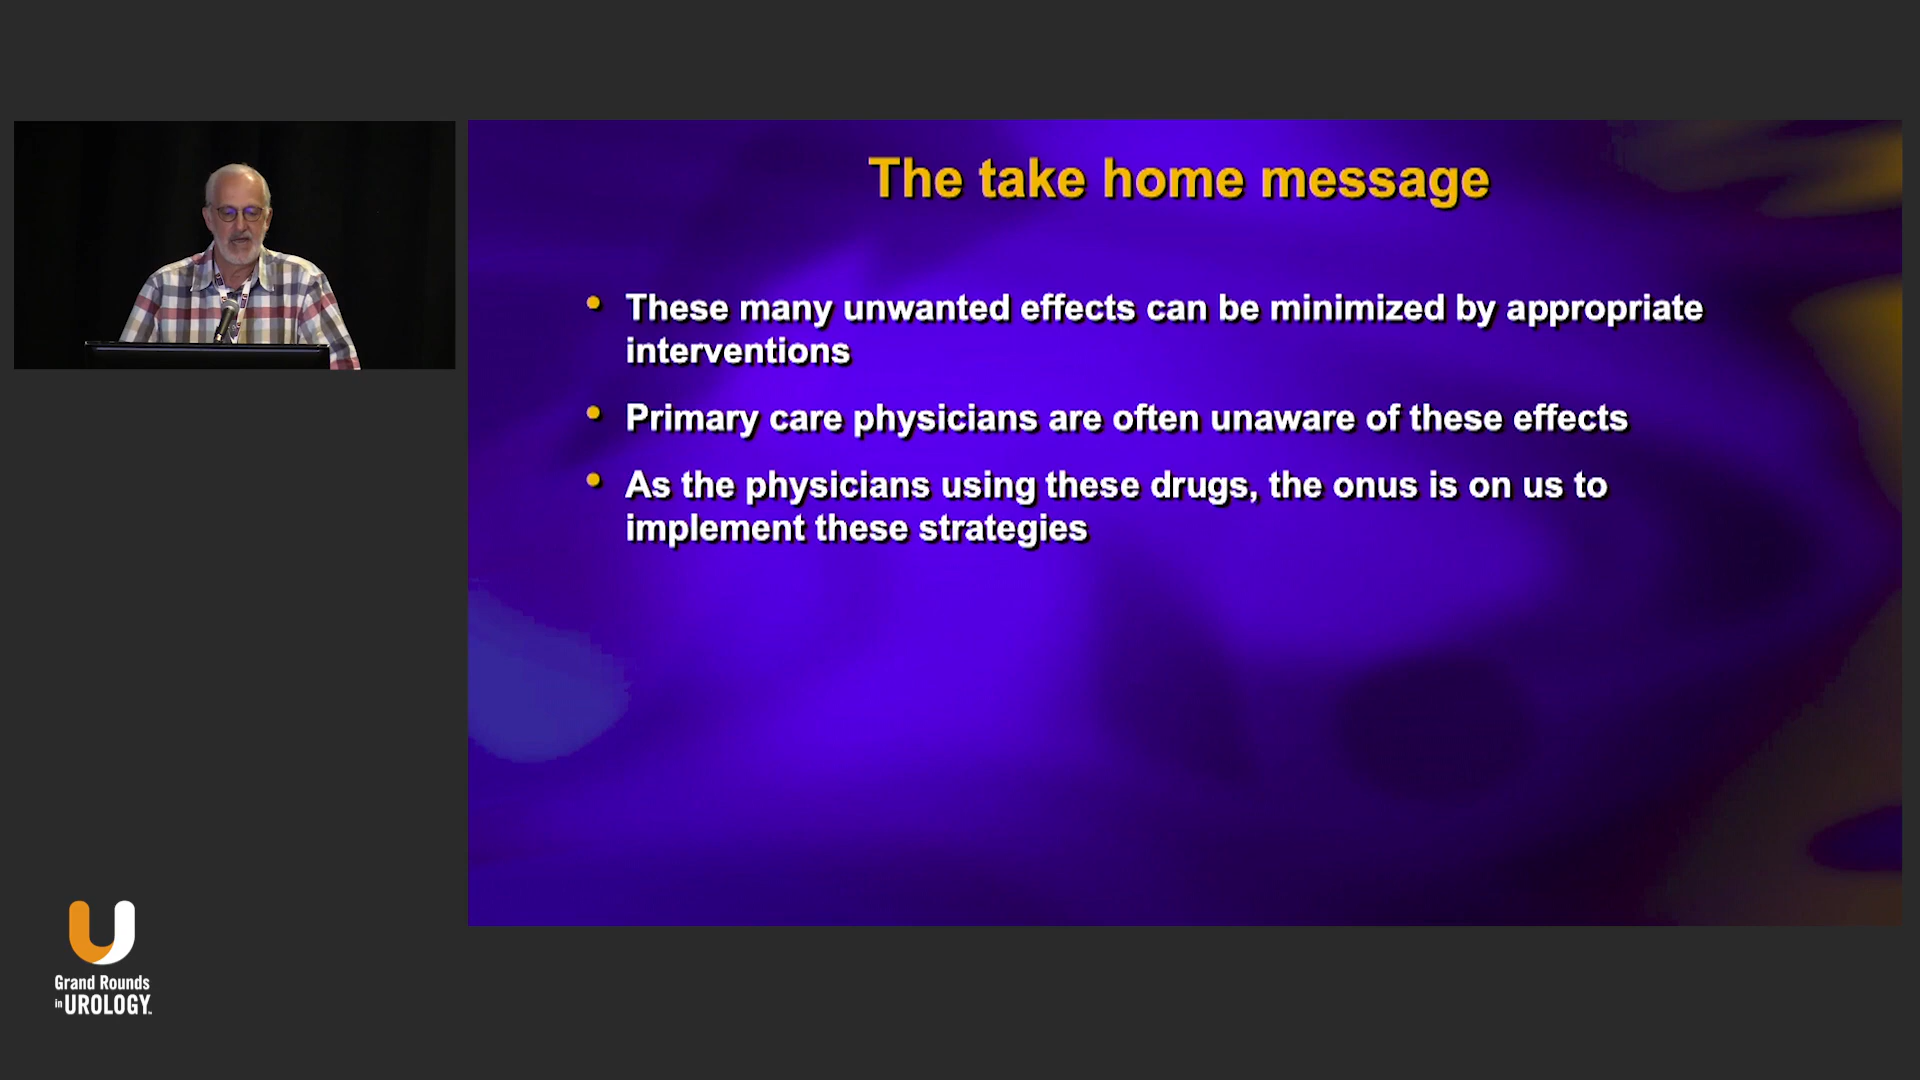 The take home message
These many unwanted effects can be minimized by appropriate
interventions
Primary care physicians are often unaware of these effects
As the physicians using these drugs, the onus is on us to
implement these strategies
Grand Rounds
in UROLOGY